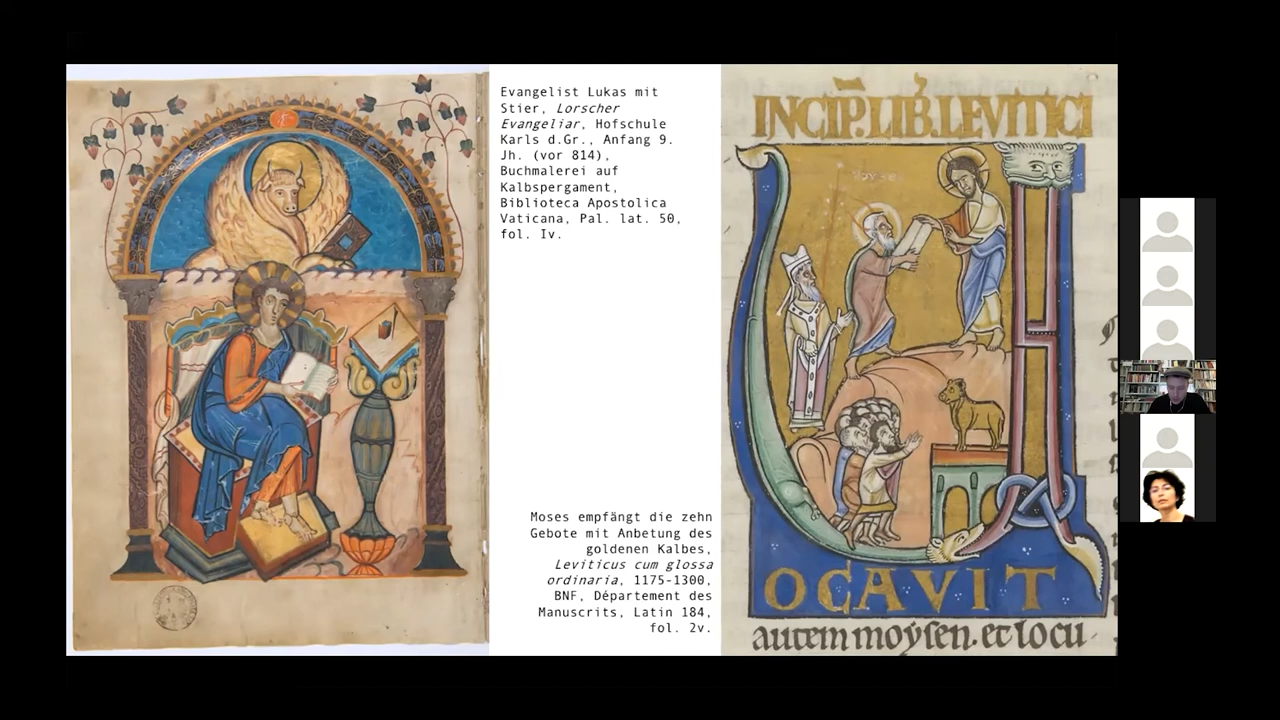 Evangelist Lukas mit
Stier, Lorscher
Evangeliar, Hofschule
Karls d.Gr., Anfang 9.
Jh. (vor 814),
Buchmalerei auf
Kalbspergament,
Biblioteca Apostolica
Vaticana, Pal. lat. 50,
fol. Iv.
Moses empfängt die zehn
Gebote mit Anbetung des
goldenen Kalbes,
Leviticus cum glossa
ordinaria, 1175-1300,
BNF, Département des
Manuscrits, Latin 184,
fol. 2v.
INCIP. LIB. LEVITICI
OCAVIT
autem moysen. et locu